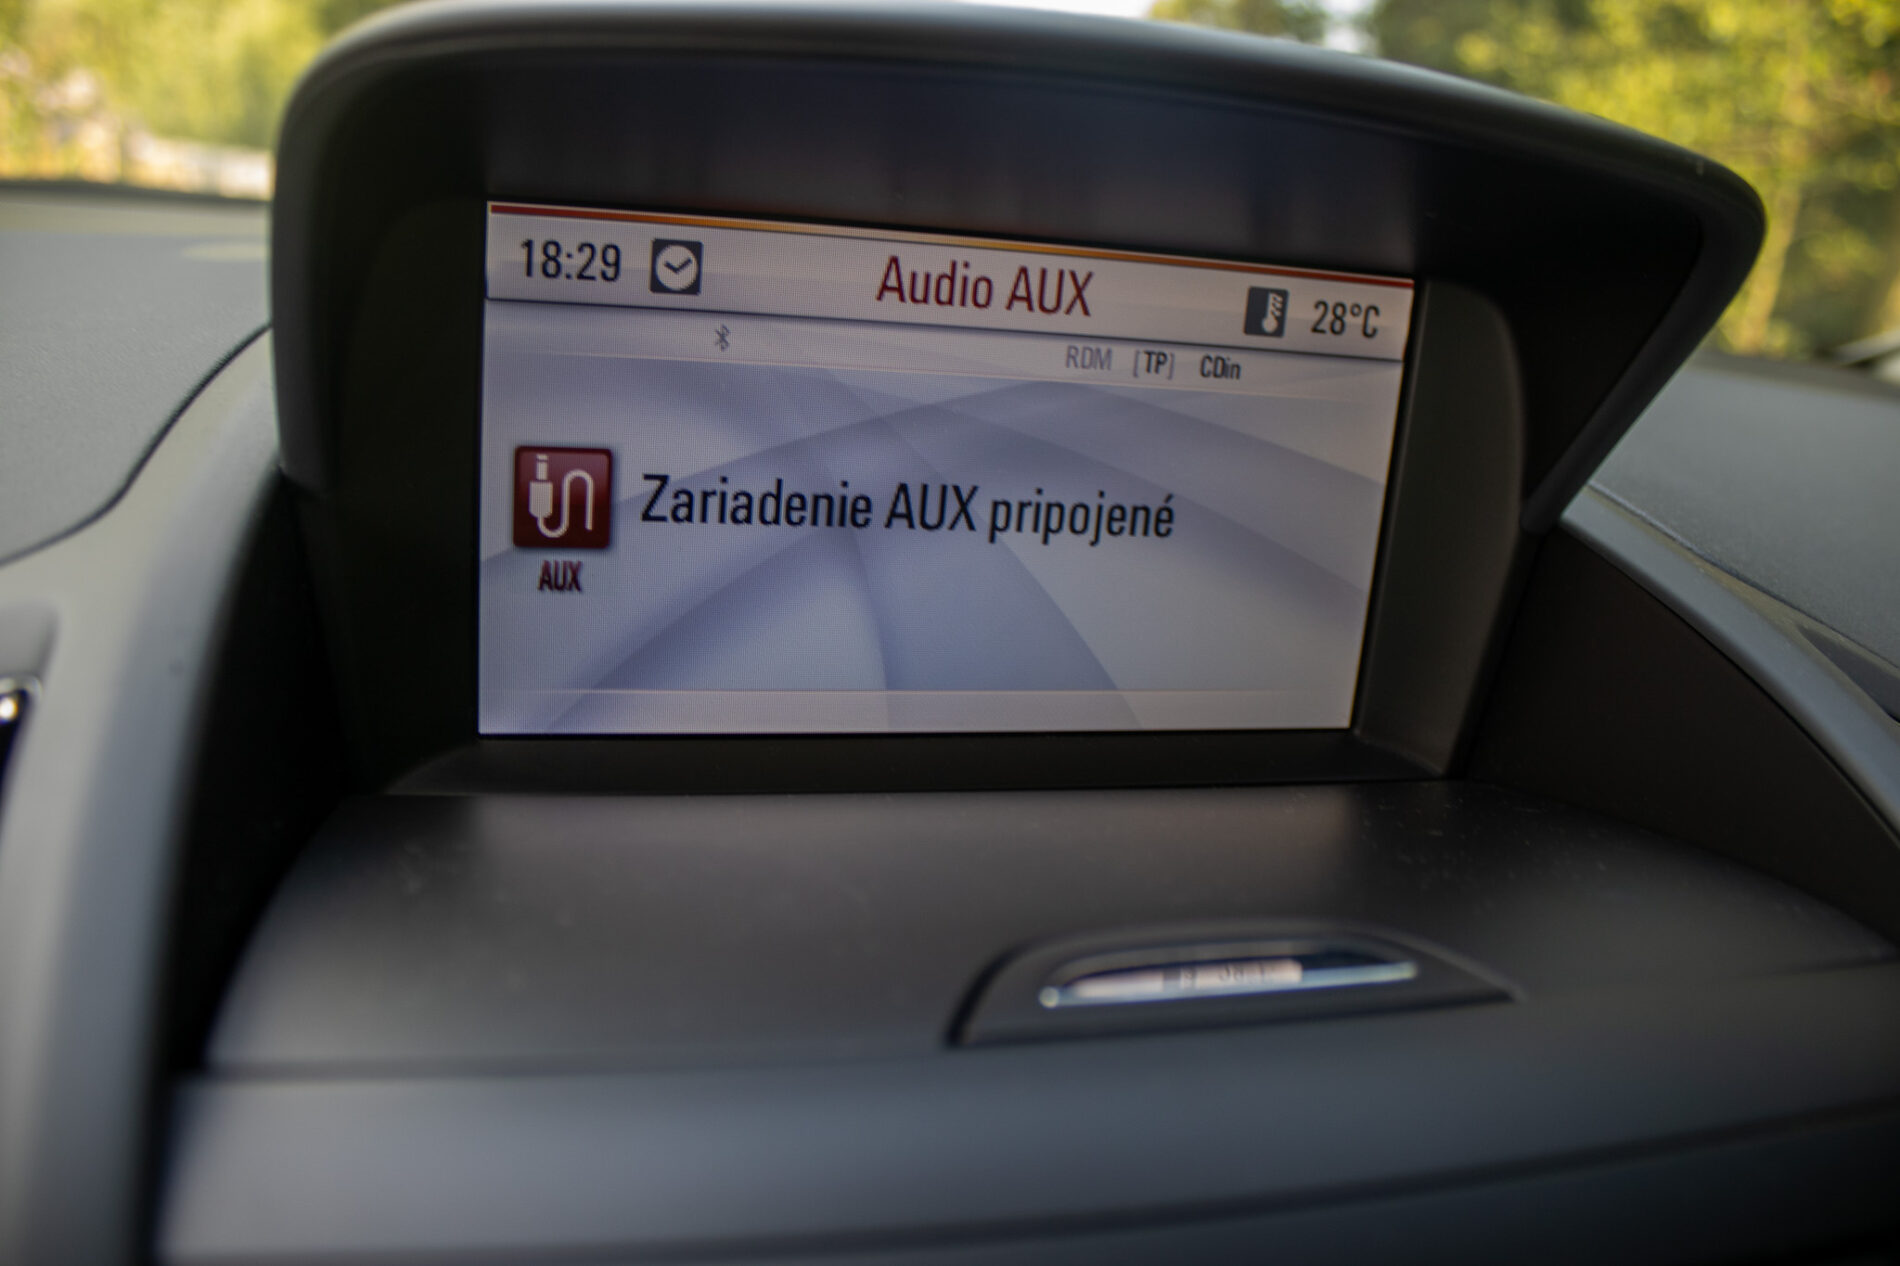 18:29 Audio AUX 28°C
RDM [TP] CDin
Zariadenie AUX pripojené
AUX